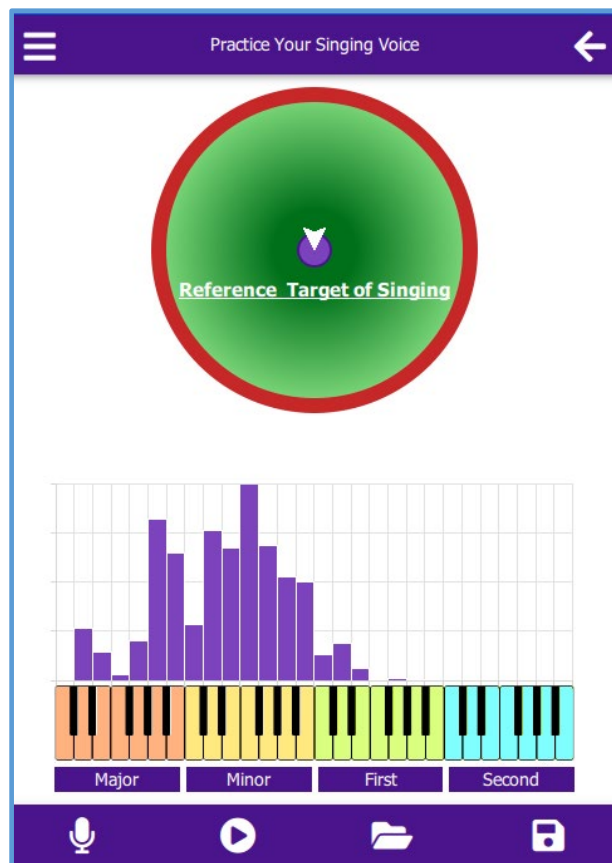 Practice Your Singing Voice
Reference Target of Singing
Major Minor First Second